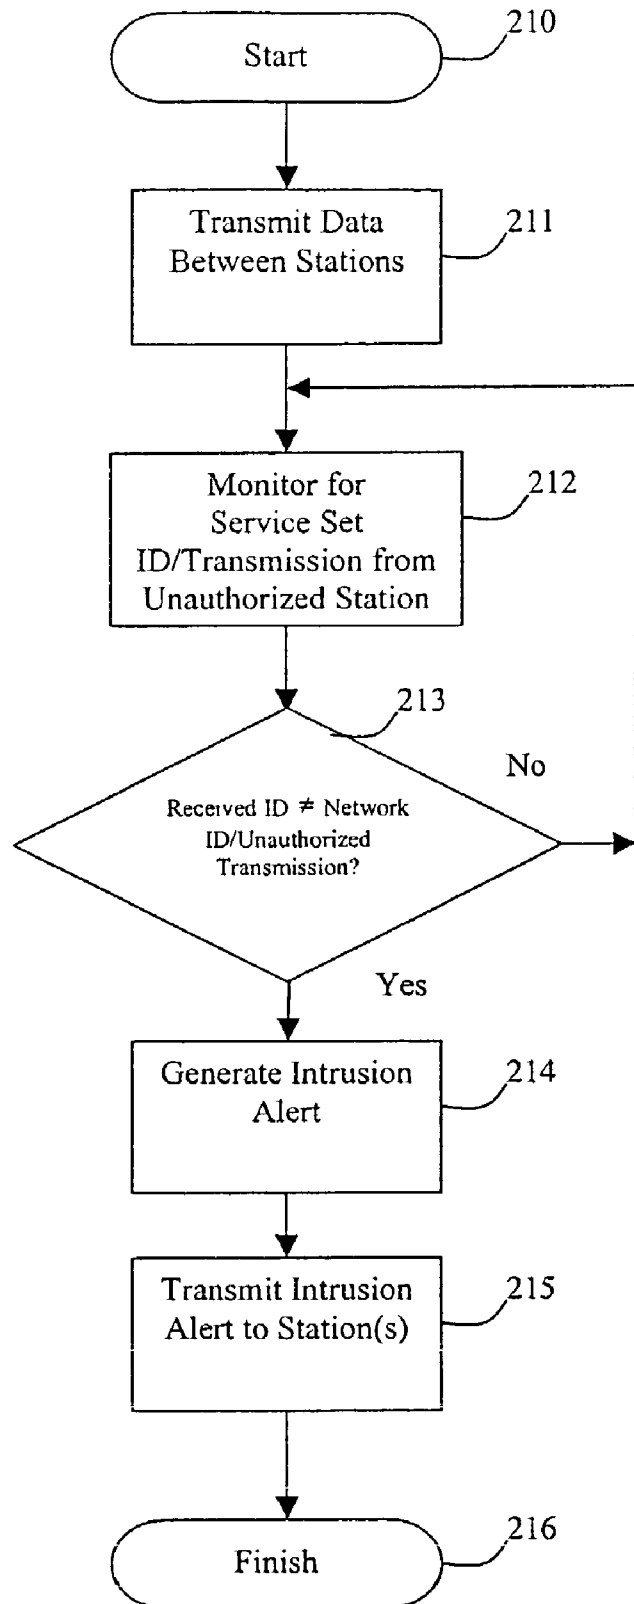 210
Start
Transmit Data
Between Stations
211
Monitor for
Service Set
ID/Transmission from
Unauthorized Station
212
213
No
Received ID ≠ Network
ID/Unauthorized
Transmission?
Yes
Generate Intrusion
Alert
214
Transmit Intrusion
Alert to Station(s)
215
216
Finish